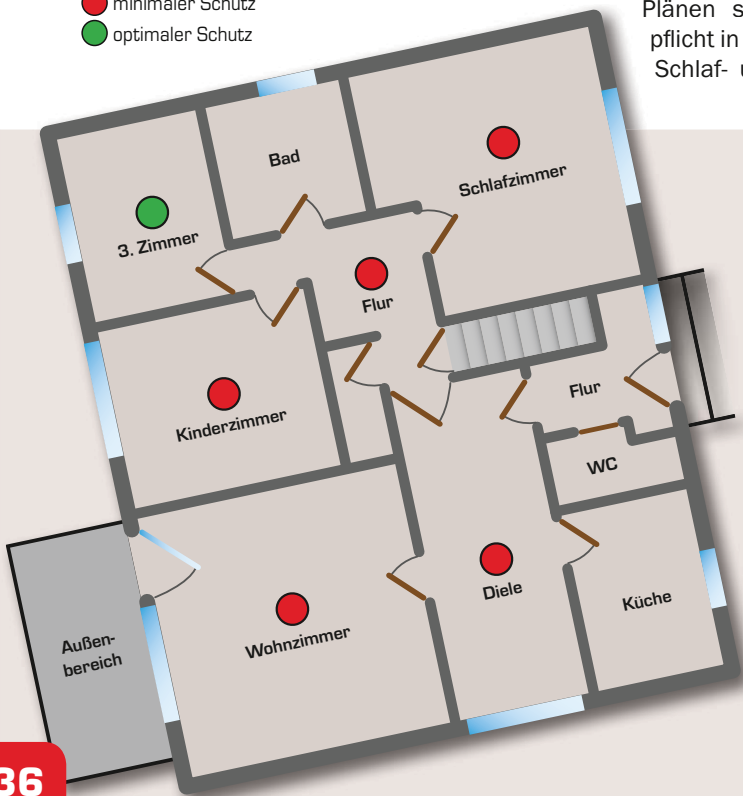 minimaler Schutz
optimaler Schutz
Plänen
pflicht in
Schlaf-
Bad
Schlafzimmer
3. Zimmer
Flur
Kinderzimmer
Flur
WC
Diele
Küche
Wohnzimmer
Außen-
bereich
36